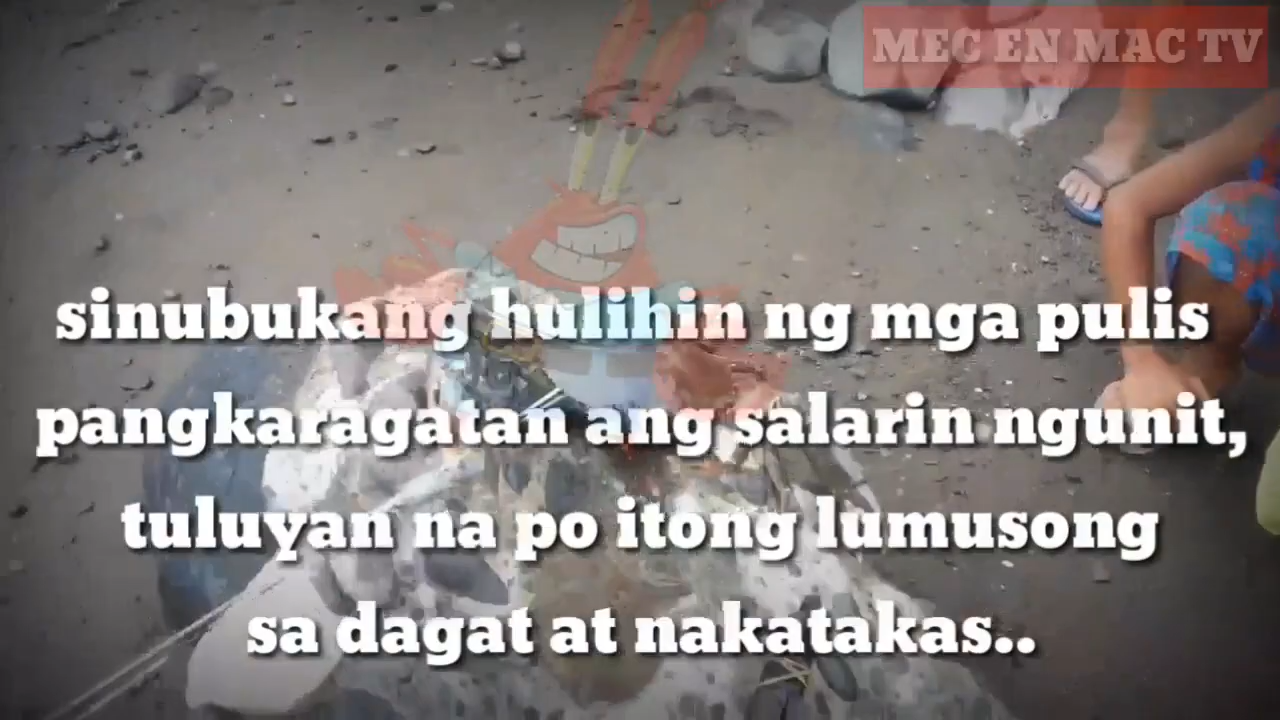 MEC EN MAC TV
sinubukang hulihin ng mga pulis
pangkaragatan ang salarin ngunit,
tuluyan na po itong lumusong
sa dagat at nakatakas..